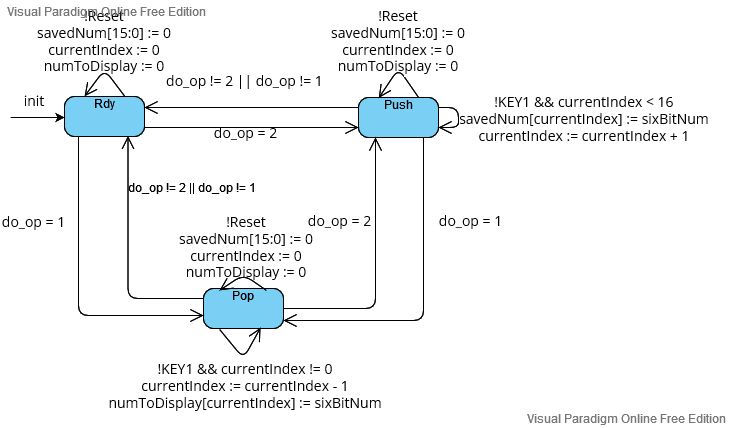 Visual Paradigm Online Free Edition
!Reset
savedNum[15:0] := 0
currentIndex := 0
numToDisplay := 0
!Reset
savedNum[15:0] := 0
currentIndex := 0
numToDisplay := 0
init
Rdy
do_op != 2 || do_op != 1
Push
!KEY1 && currentIndex < 16
savedNum[currentIndex] := sixBitNum
currentIndex := currentIndex + 1
do_op = 2
do_op != 2 || do_op != 1
do_op = 1
!Reset
savedNum[15:0] := 0
currentIndex := 0
numToDisplay := 0
do_op = 2
do_op = 1
Pop
!KEY1 && currentIndex != 0
currentIndex := currentIndex - 1
numToDisplay[currentIndex] := sixBitNum
Visual Paradigm Online Free Edition